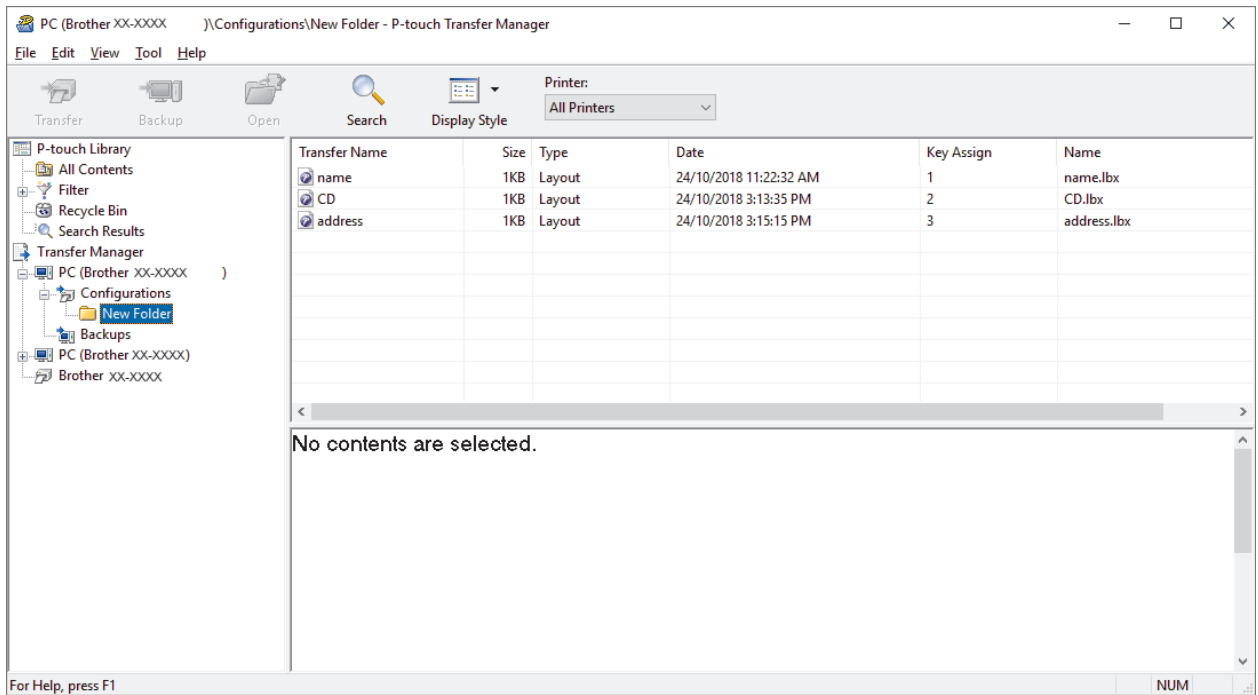 PC (Brother XX-XXXX )\Configurations\New Folder - P-touch Transfer Manager
File Edit View Tool Help
Transfer Backup Open Search Display Style
Printer:
All Printers
P-touch Library
All Contents
Filter
Recycle Bin
Search Results
Transfer Manager
PC (Brother XX-XXXX )
Configurations
New Folder
Backups
PC (Brother XX-XXXX)
Brother XX-XXXX
Transfer Name Size Type Date Key Assign Name
name 1KB Layout 24/10/2018 11:22:32 AM 1 name.lbx
CD 1KB Layout 24/10/2018 3:13:35 PM 2 CD.lbx
address 1KB Layout 24/10/2018 3:15:15 PM 3 address.lbx
No contents are selected.
For Help, press F1
NUM